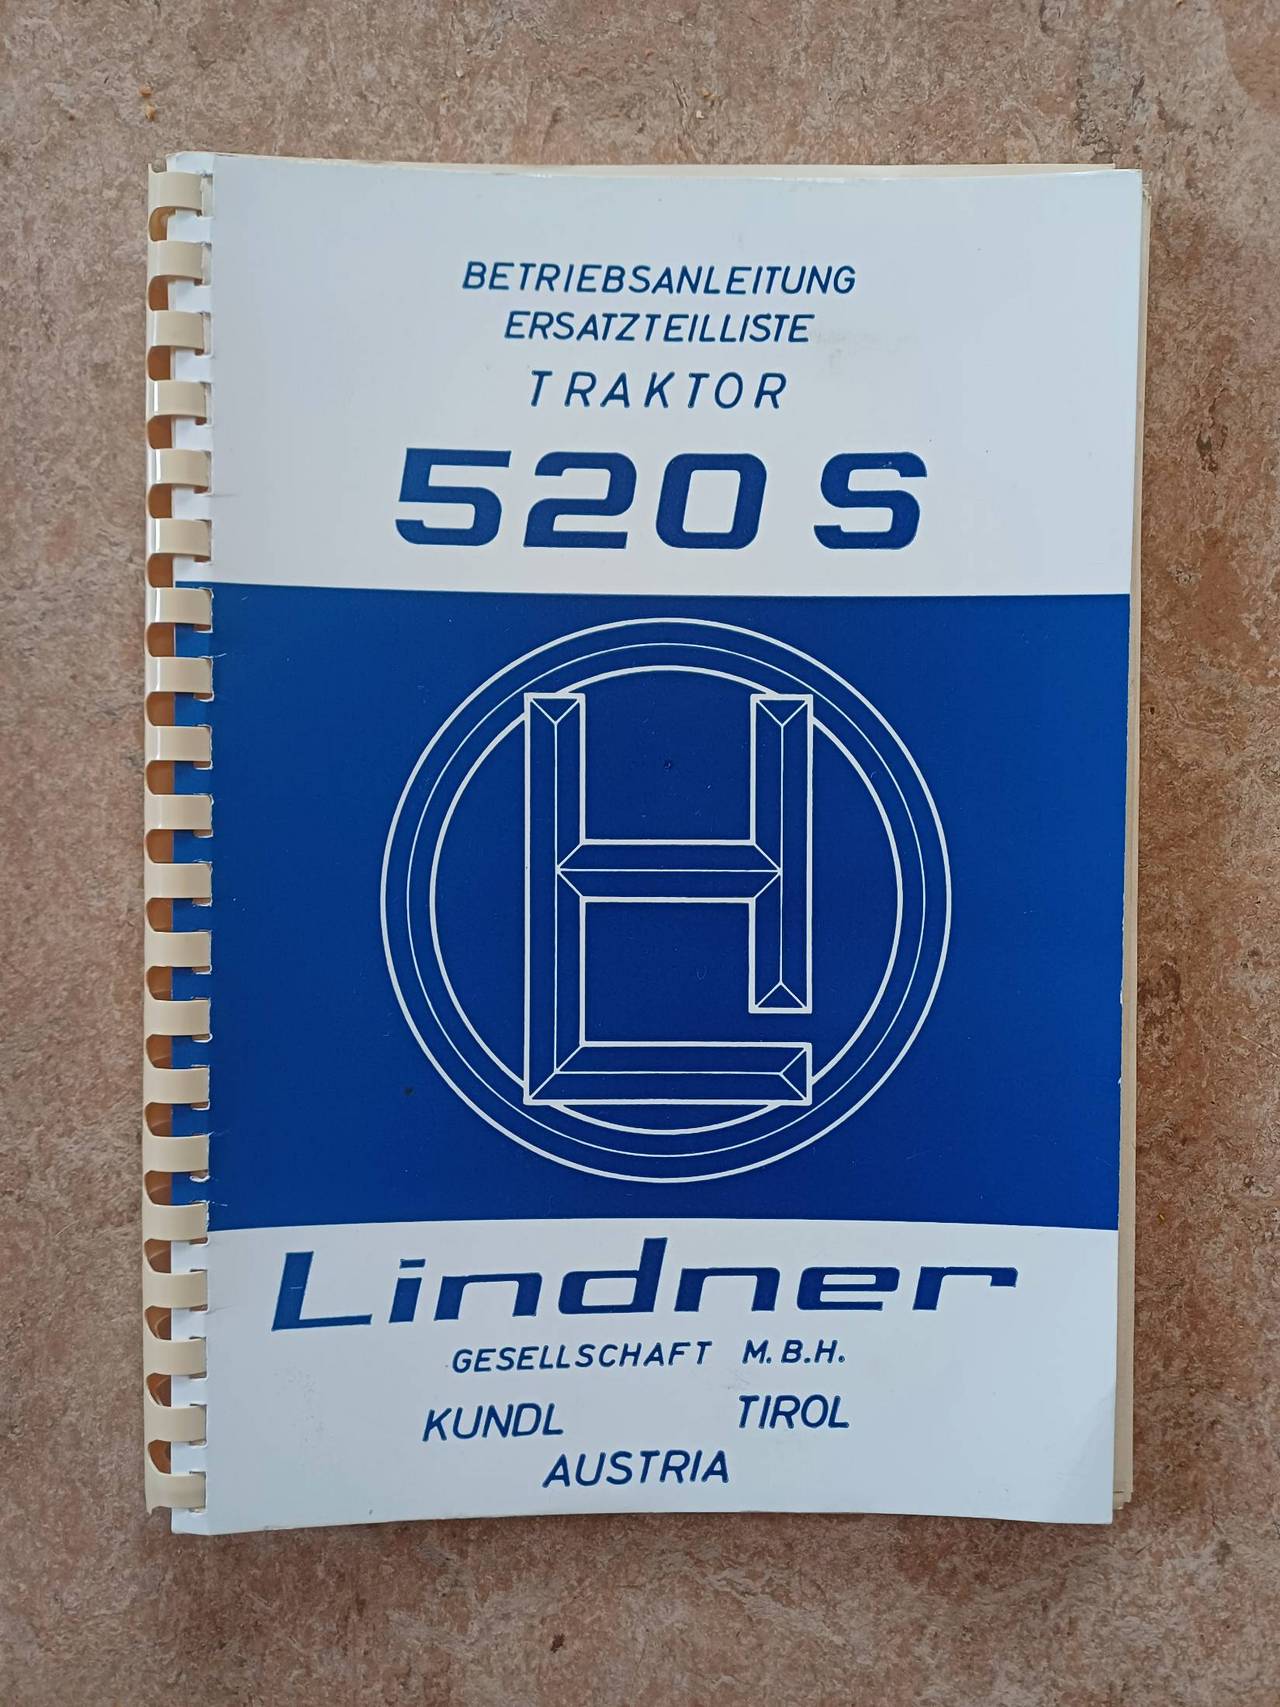 BETRIEBSANLEITUNG
ERSATZTEILLISTE
TRAKTOR
520 S
Lindner
GESELLSCHAFT M.B.H.
KUNDL TIROL
AUSTRIA